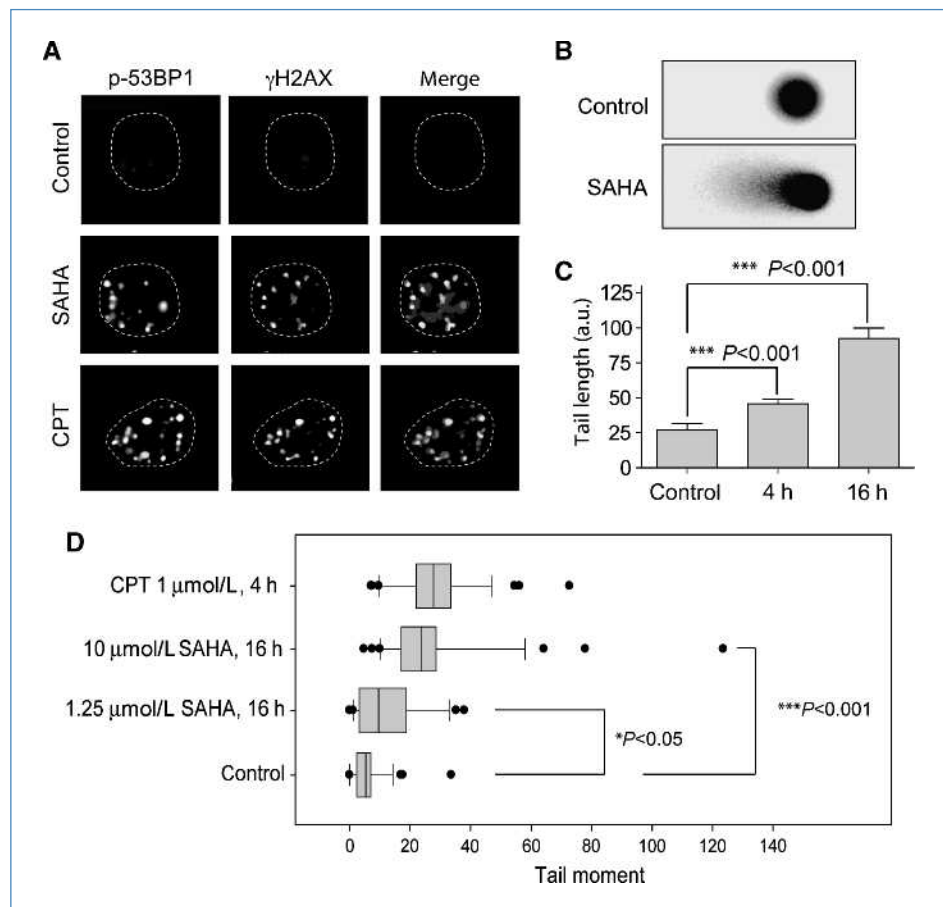 A
p-53BP1 γH2AX Merge
Control
SAHA
CPT
B
Control
SAHA
C
*** P<0.001
*** P<0.001
Tail length (a.u.)
125
100
75
50
25
0
Control 4 h 16 h
D
CPT 1 μmol/L, 4 h
10 μmol/L SAHA, 16 h
1.25 μmol/L SAHA, 16 h
Control
*P<0.05
***P<0.001
0 20 40 60 80 100 120 140
Tail moment